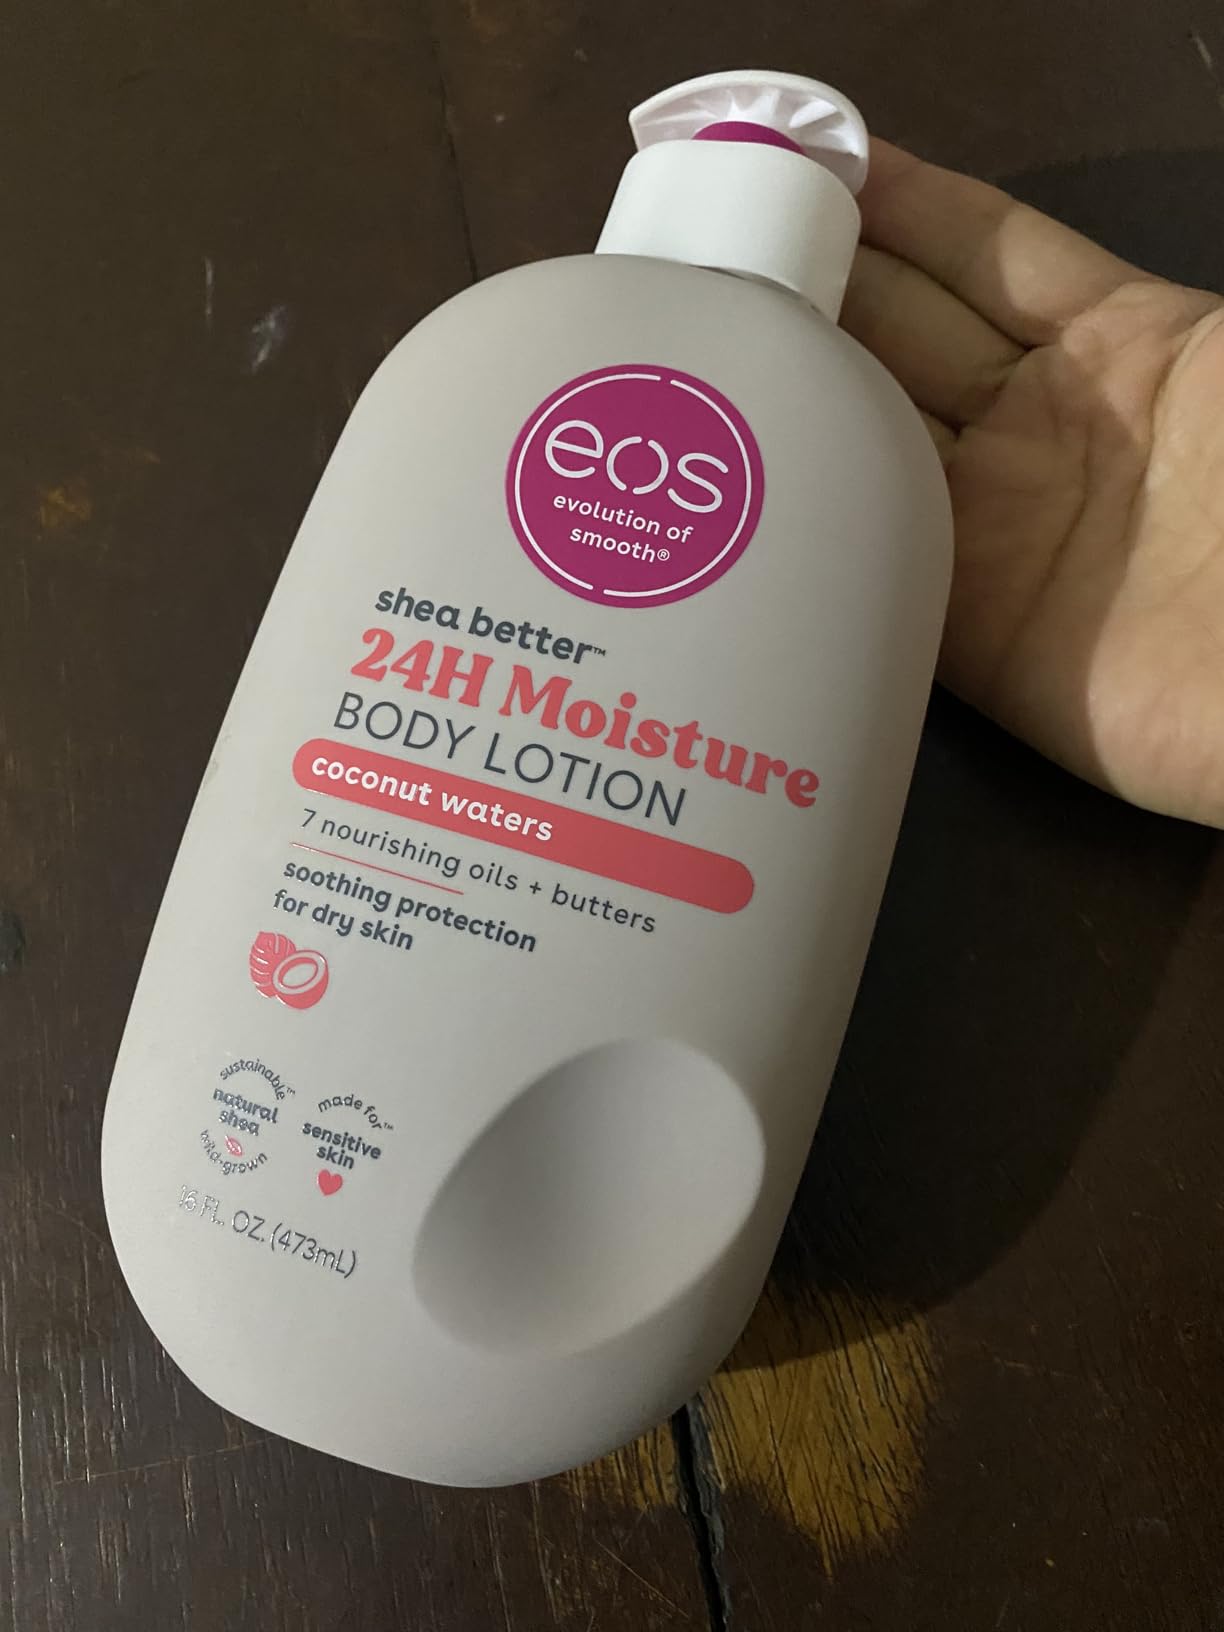 eos
evolution of
smooth®
shea better™
24H Moisture
BODY LOTION
coconut waters
7 nourishing oils + butters
soothing protection
for dry skin
sustainable™
natural
shea
wild-grown
made for™
sensitive
skin
16 FL. OZ. (473mL)